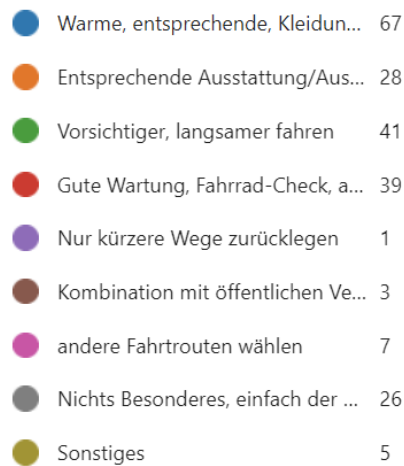 Warme, entsprechende, Kleidun... 67
Entsprechende Ausstattung/Aus... 28
Vorsichtiger, langsamer fahren 41
Gute Wartung, Fahrrad-Check, a... 39
Nur kürzere Wege zurücklegen 1
Kombination mit öffentlichen Ve... 3
andere Fahrtrouten wählen 7
Nichts Besonderes, einfach der ... 26
Sonstiges 5